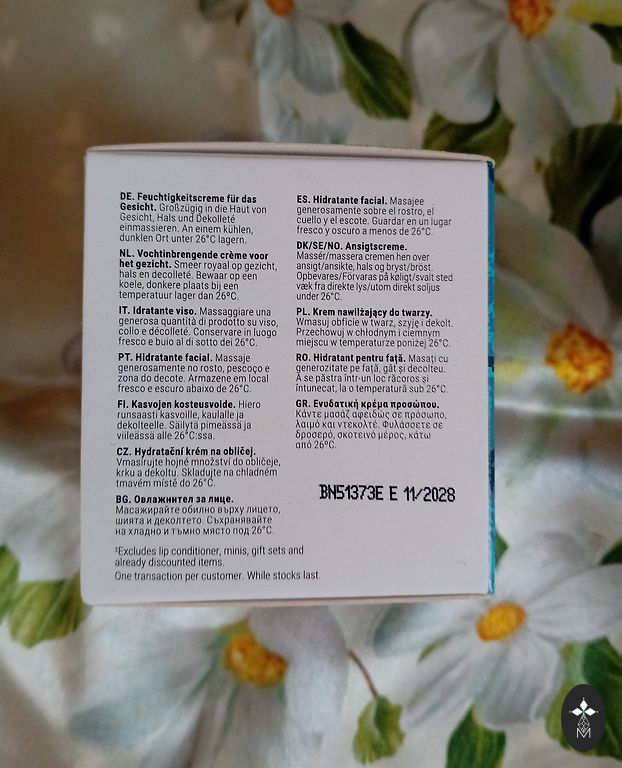 DE. Feuchtigkeitscreme für das
Gesicht. Großzügig in die Haut von
Gesicht, Hals und Dekolleté
einmassieren. An einem kühlen,
dunklen Ort unter 26°C lagern.
NL. Vochtinbrengende crème voor
het gezicht. Smeer royaal op gezicht,
hals en decolleté. Bewaar op een
koele, donkere plaats bij een
temperatuur lager dan 26°C.
IT. Idratante viso. Massaggiare una
generosa quantità di prodotto su viso,
collo e décolleté. Conservare in luogo
fresco e buio al di sotto dei 26°C.
PT. Hidratante facial. Massaje
generosamente no rosto, pescoço e
zona do decote. Armazene em local
fresco e escuro abaixo de 26°C.
FI. Kasvojen kosteusvoide. Hiero
runsaasti kasvoille, kaulalle ja
dekolteelle. Säilytä pimeässä ja
viileässä alle 26°C:ssa.
CZ. Hydratační krém na obličej.
Vmasírujte hojné množství do obličeje,
krku a dekoltu. Skladujte na chladném
tmavém místě do 26°C.
BG. Овлажнител за лице.
Масажирайте обилно върху лицето,
шията и деколтето. Съхранявайте
на хладно и тъмно място под 26°C.
ES. Hidratante facial. Masajee
generosamente sobre el rostro, el
cuello y el escote. Guardar en un lugar
fresco y oscuro a menos de 26°C.
DK/SE/NO. Ansigtscreme.
Massér/massera cremen hen over
ansigt/ansikte, hals og bryst/bröst.
Opbevares/Förvaras på køligt/svalt sted
væk fra direkte lys/utom direkt soljus
under 26°C.
PL. Krem nawilżający do twarzy.
Wmasuj obficie w twarz, szyję i dekolt.
Przechowuj w chłodnym i ciemnym
miejscu w temperaturze poniżej 26°C.
RO. Hidratant pentru față. Masați cu
generozitate pe față, gât și decolteu.
A se păstra într-un loc răcoros și
întunecat, la o temperatură sub 26°C.
GR. Ενυδατική κρέμα προσώπου.
Κάντε μασάζ αφειδώς σε πρόσωπο,
λαιμό και ντεκολτέ. Φυλάσσετε σε
δροσερό, σκοτεινό μέρος, κάτω
από 26°C.
BN51373E E 11/2028
‡Excludes lip conditioner, minis, gift sets and
already discounted items.
One transaction per customer. While stocks last.